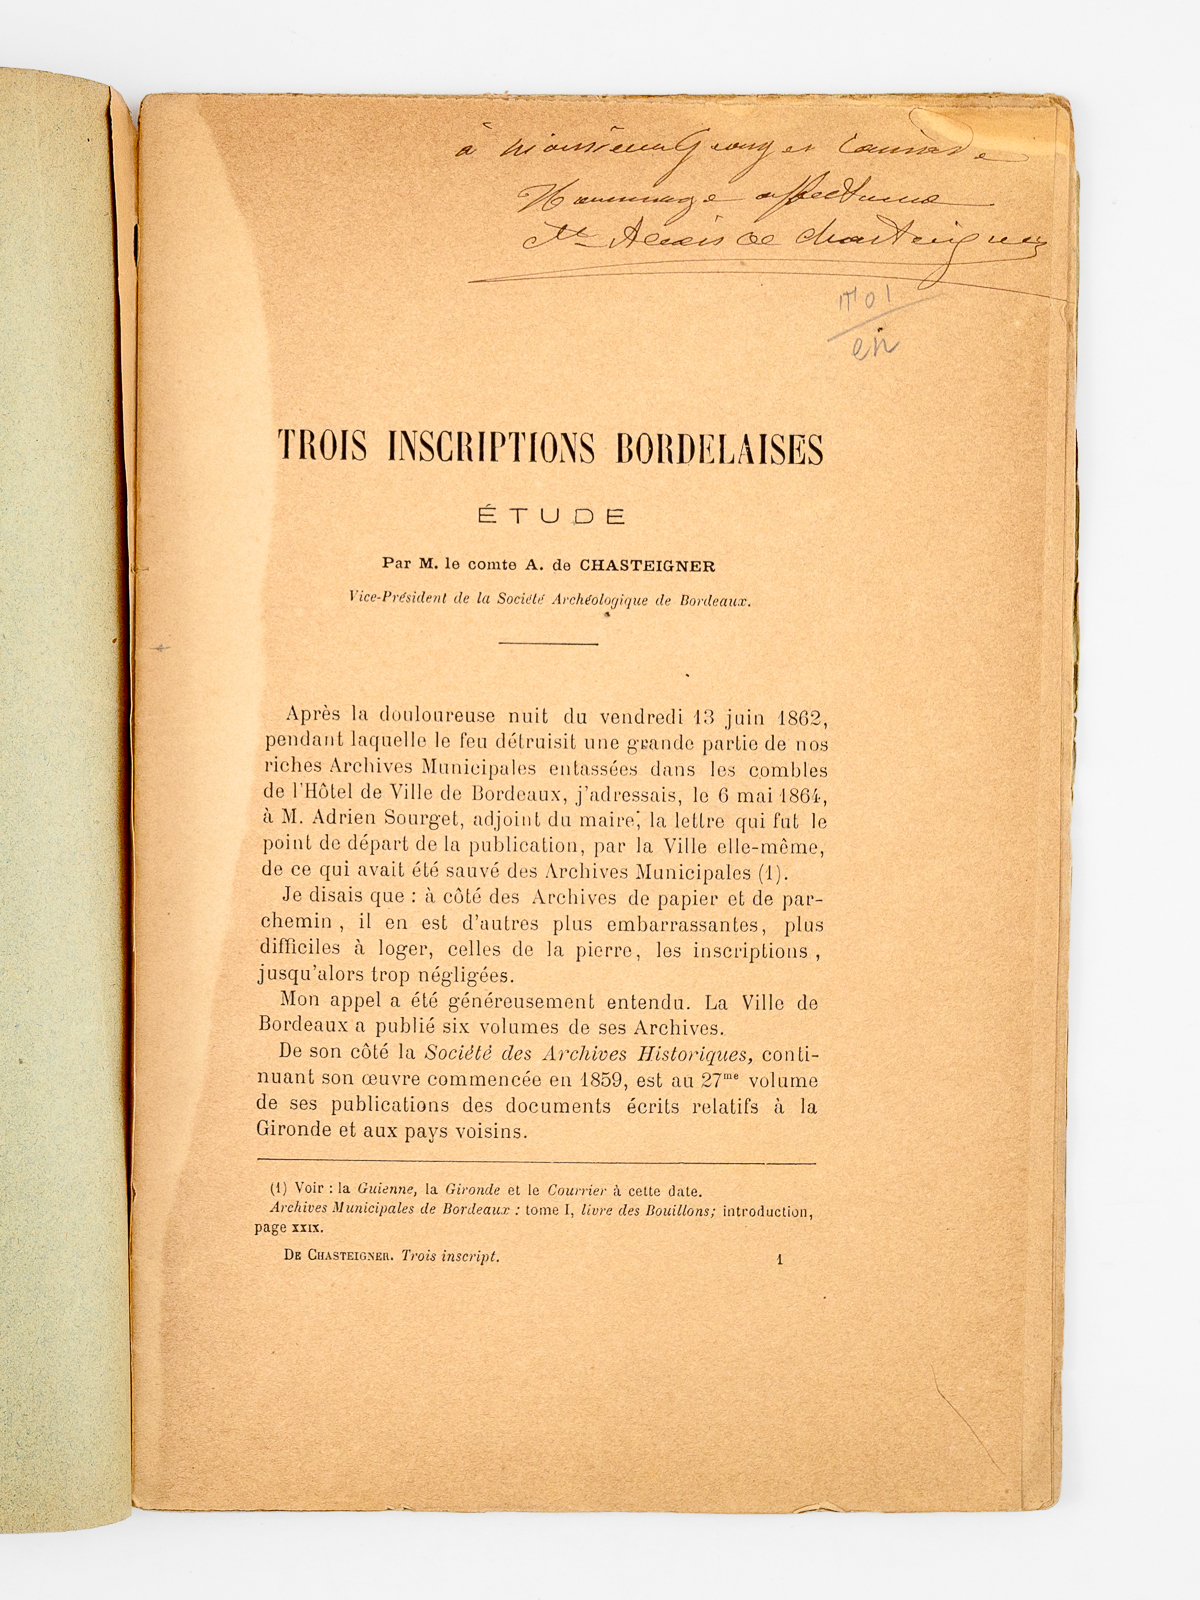 à Monsieur Georges
Hommage affectueux
Cte Alexis de Chasteigner
TROIS INSCRIPTIONS BORDELAISES
ÉTUDE
Par M. le comte A. de CHASTEIGNER
Vice-Président de la Société Archéologique de Bordeaux.
Après la douloureuse nuit du vendredi 13 juin 1862,
pendant laquelle le feu détruisit une grande partie de nos
riches Archives Municipales entassées dans les combles
de l'Hôtel de Ville de Bordeaux, j'adressais, le 6 mai 1864,
à M. Adrien Sourget, adjoint du maire, la lettre qui fut le
point de départ de la publication, par la Ville elle-même,
de ce qui avait été sauvé des Archives Municipales (1).
Je disais que : à côté des Archives de papier et de par-
chemin , il en est d'autres plus embarrassantes, plus
difficiles à loger, celles de la pierre, les inscriptions ,
jusqu'alors trop négligées.
Mon appel a été généreusement entendu. La Ville de
Bordeaux a publié six volumes de ses Archives.
De son côté la Société des Archives Historiques, conti-
nuant son œuvre commencée en 1859, est au 27me volume
de ses publications des documents écrits relatifs à la
Gironde et aux pays voisins.
(1) Voir : la Guienne, la Gironde et le Courrier à cette date.
Archives Municipales de Bordeaux : tome I, livre des Bouillons; introduction,
page XXIX.
DE CHASTEIGNER. Trois inscript. 1